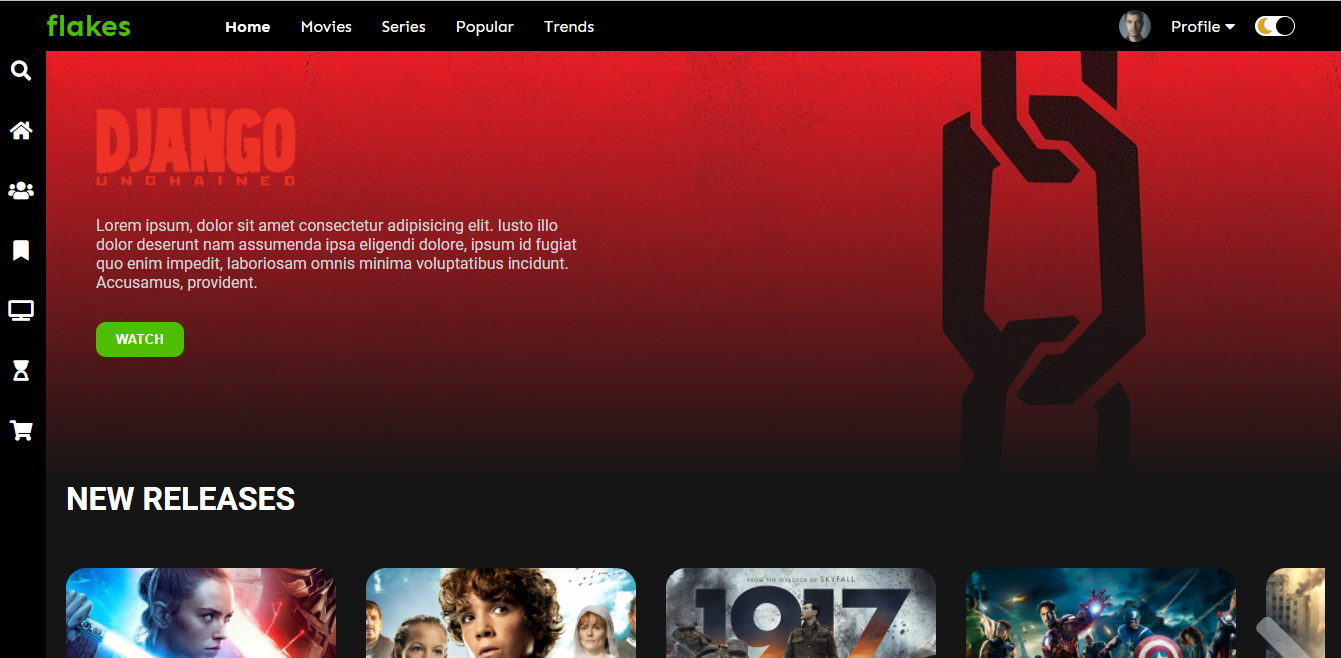 flakes
Home Movies Series Popular Trends
Profile
DJANGO
UNCHAINED
Lorem ipsum, dolor sit amet consectetur adipisicing elit. Iusto illo
dolor deserunt nam assumenda ipsa eligendi dolore, ipsum id fugiat
quo enim impedit, laboriosam omnis minima voluptatibus incidunt.
Accusamus, provident.
WATCH
NEW RELEASES
FROM THE DIRECTOR OF SKYFALL
1917